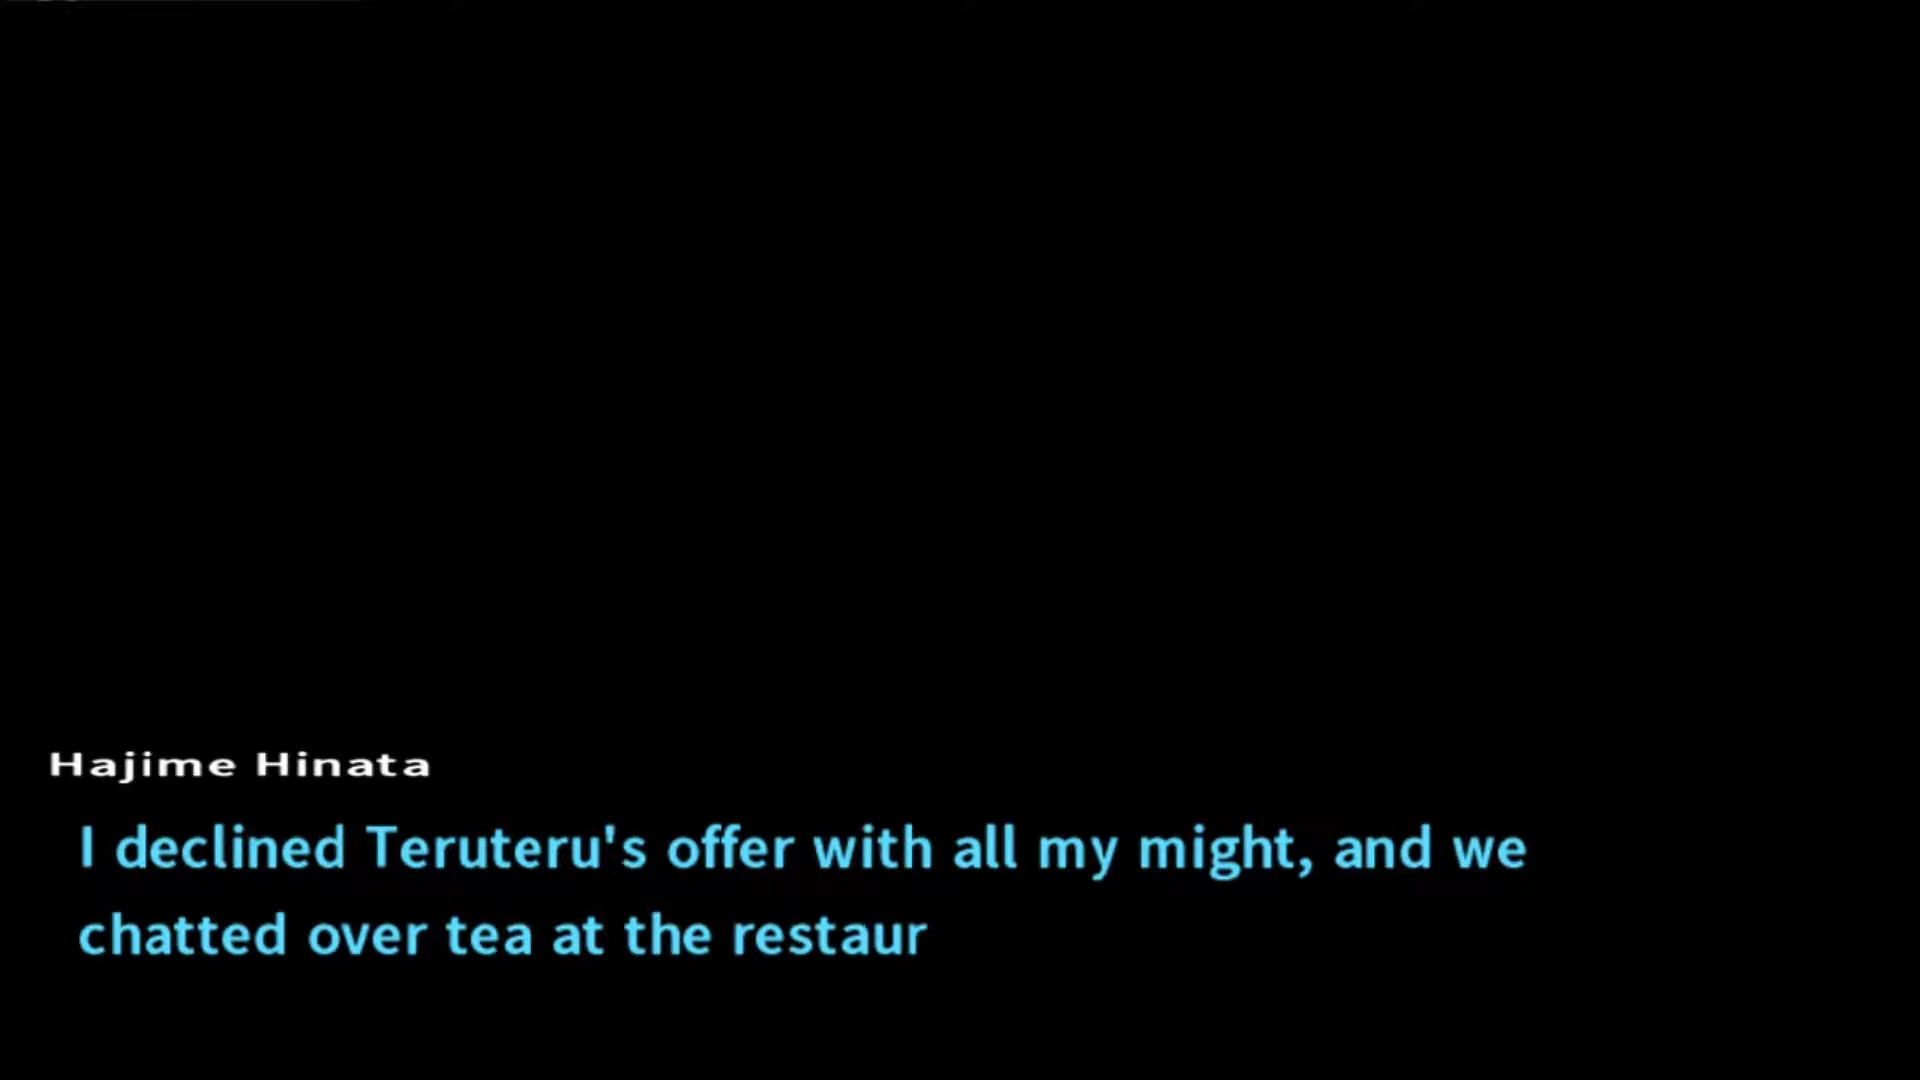 Hajime Hinata
I declined Teruteru's offer with all my might, and we
chatted over tea at the restaur